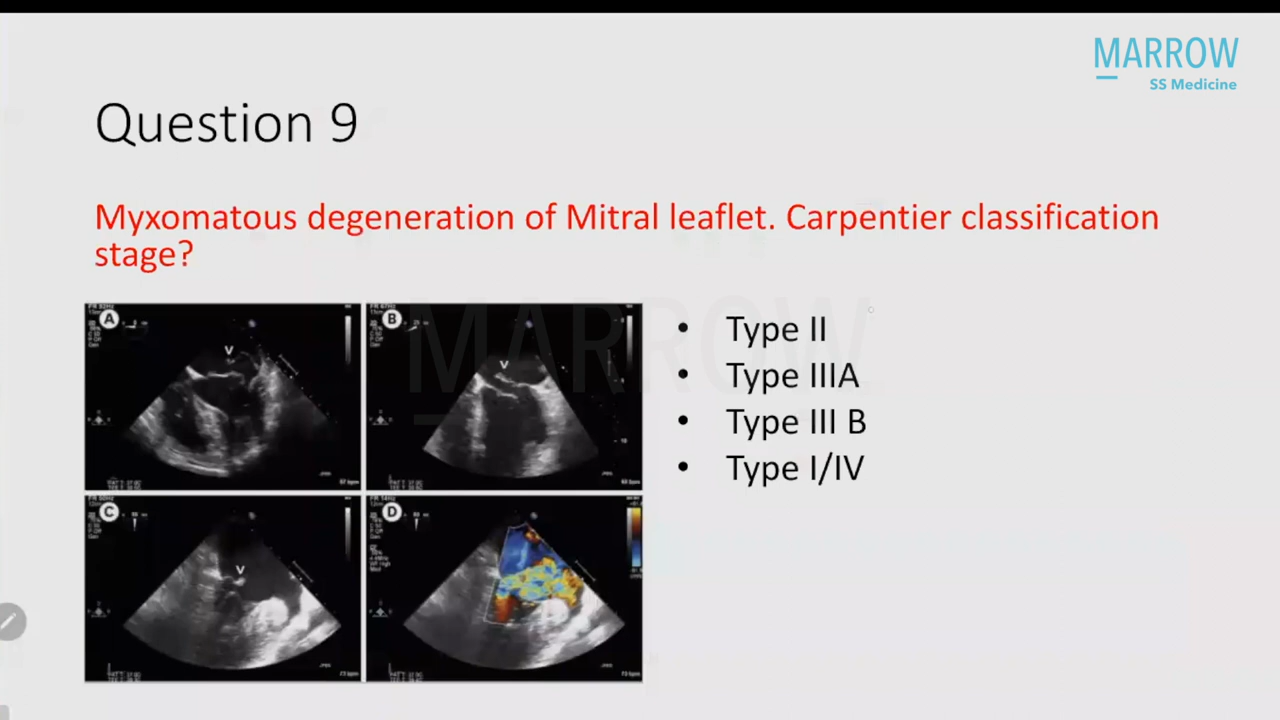 MARROW
SS Medicine
Question 9
Myxomatous degeneration of Mitral leaflet. Carpentier classification
stage?
MARROW
A
B
V
V
C
D
V
• Type II
• Type IIIA
• Type III B
• Type I/IV